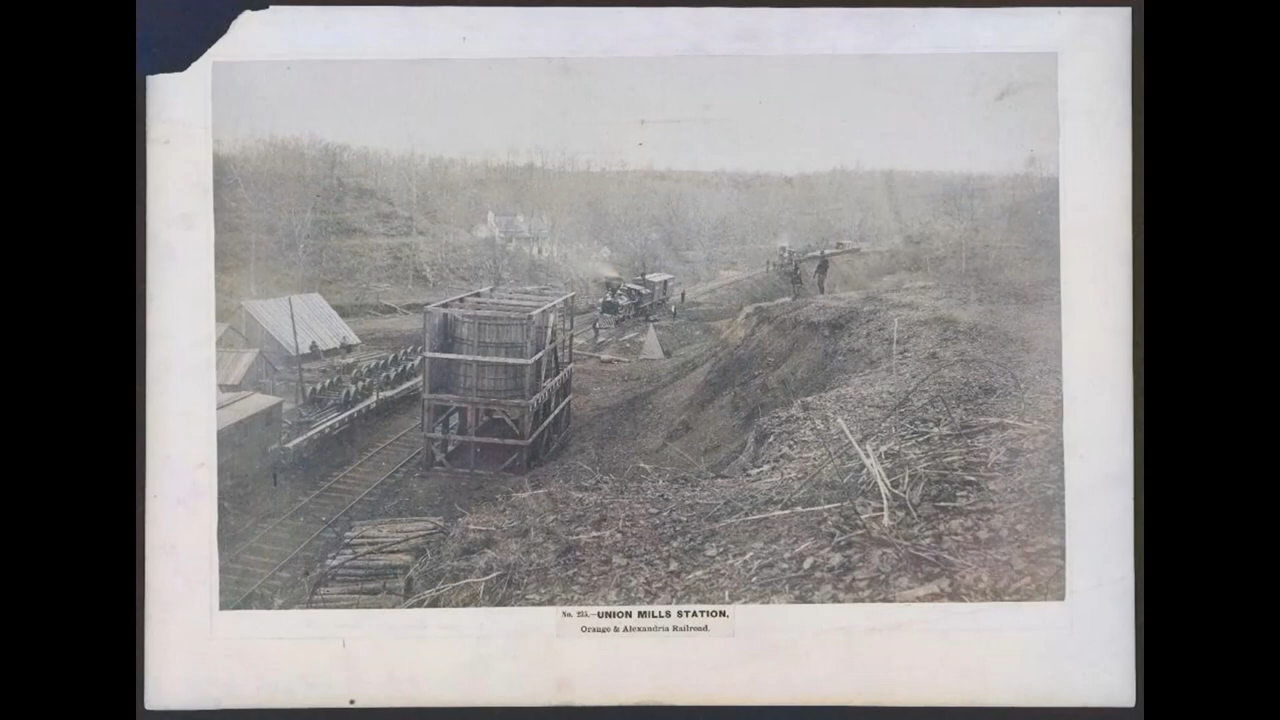 No. 225.—UNION MILLS STATION,
Orange & Alexandria Railroad.